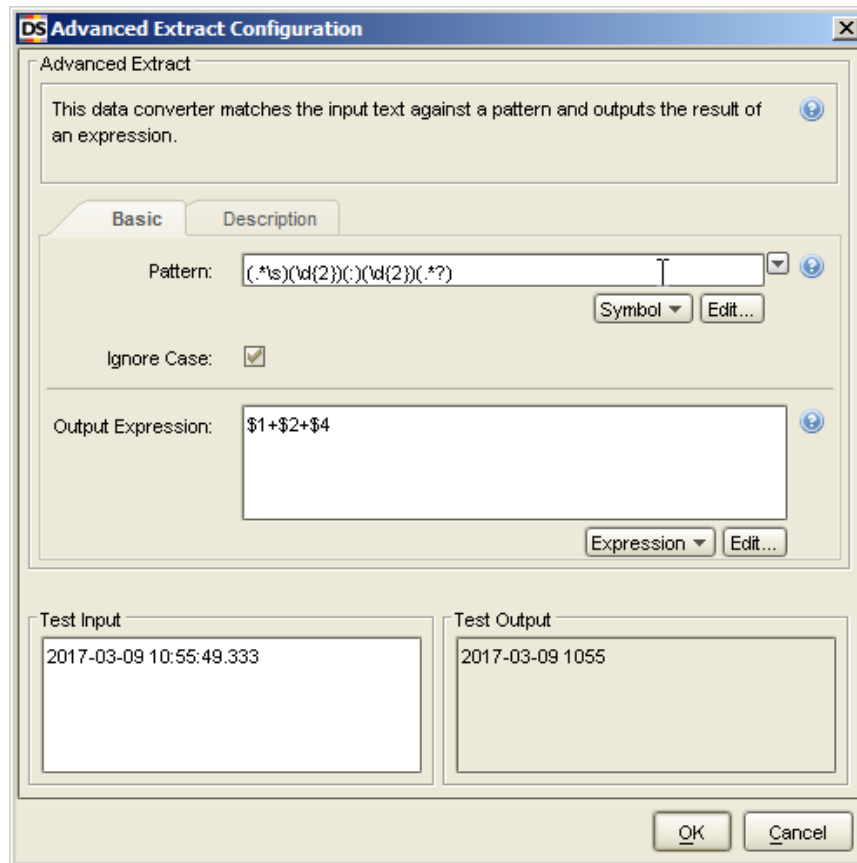 DS Advanced Extract Configuration
Advanced Extract
This data converter matches the input text against a pattern and outputs the result of
an expression.
Basic Description
Pattern: (.*\s)(\d{2})(:)(\d{2})(.*?)
Symbol Edit...
Ignore Case:
Output Expression: $1+$2+$4
Expression Edit...
Test Input Test Output
2017-03-09 10:55:49.333 2017-03-09 1055
OK Cancel